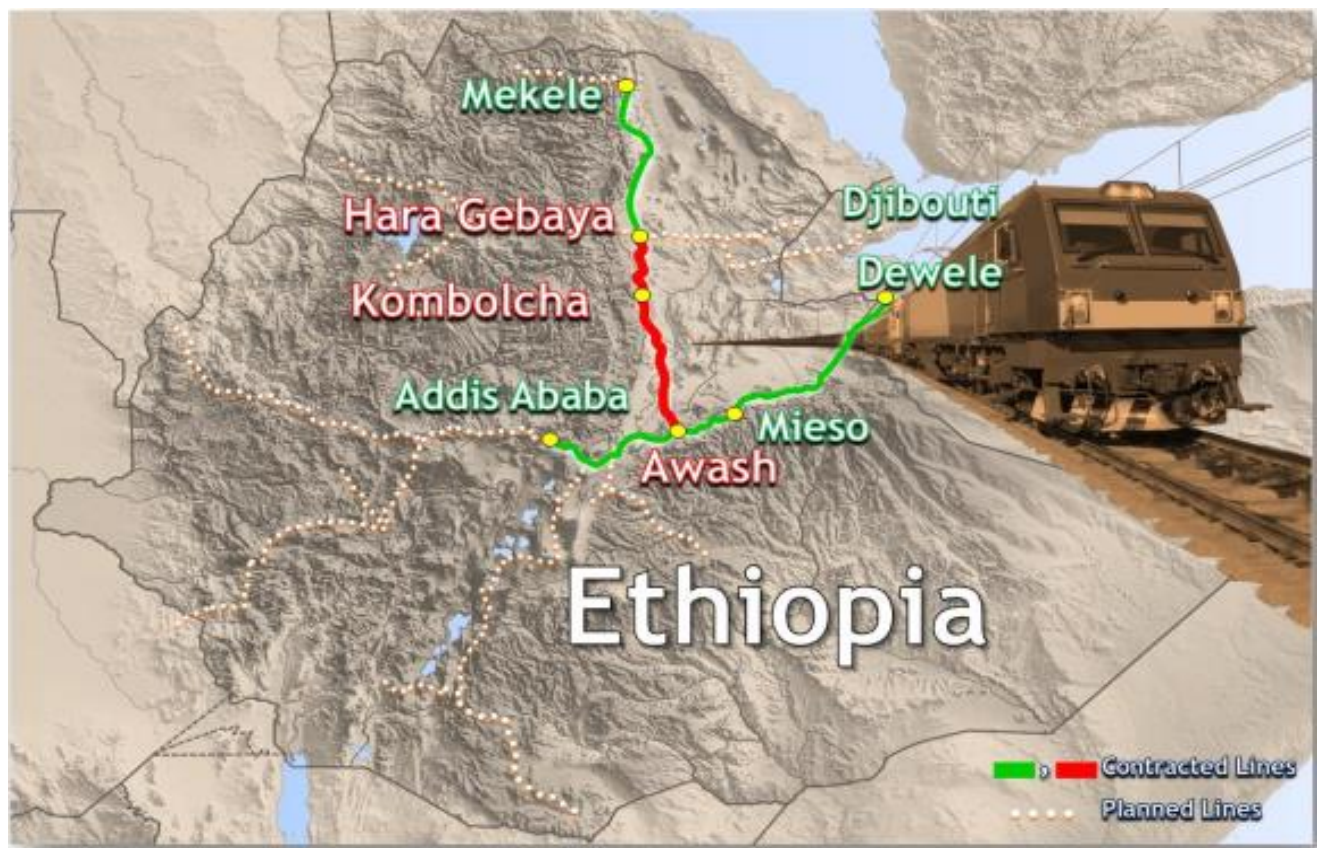 Mekele
Hara Gebaya
Djibouti
Dewele
Kombolcha
Addis Ababa
Mieso
Awash
Ethiopia
, Contracted Lines
Planned Lines